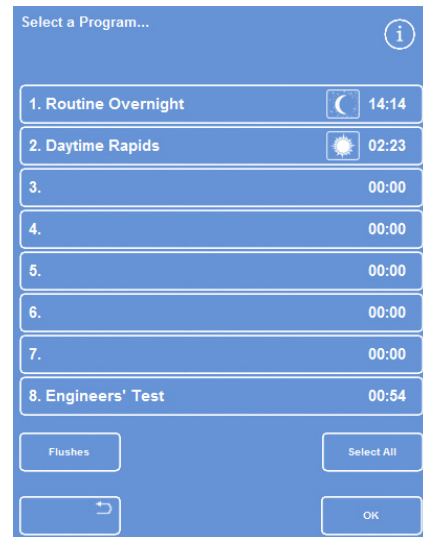 Select a Program...
i
1. Routine Overnight 14:14
2. Daytime Rapids 02:23
3. 00:00
4. 00:00
5. 00:00
6. 00:00
7. 00:00
8. Engineers' Test 00:54
Flushes Select All
OK